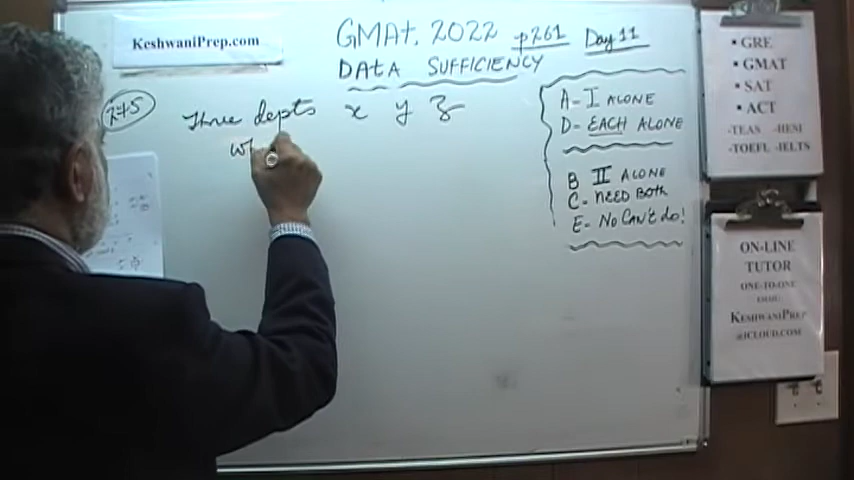 KeshwaniPrep.com
GMAt. 2022 p261 Day 11
DAtA SUFFICIENCY
275
Three depts x y z
A = I ALONE
D = EACH ALONE
B II ALONE
C = NEED Both
E = No CAN't do!
▪ GRE
▪ GMAT
▪ SAT
▪ ACT
-TEAS -HESI
-TOEFL -IELTS
ON-LINE
TUTOR
ONE-TO-ONE
EMAIL:
KESHWANIPREP
@ICLOUD.COM